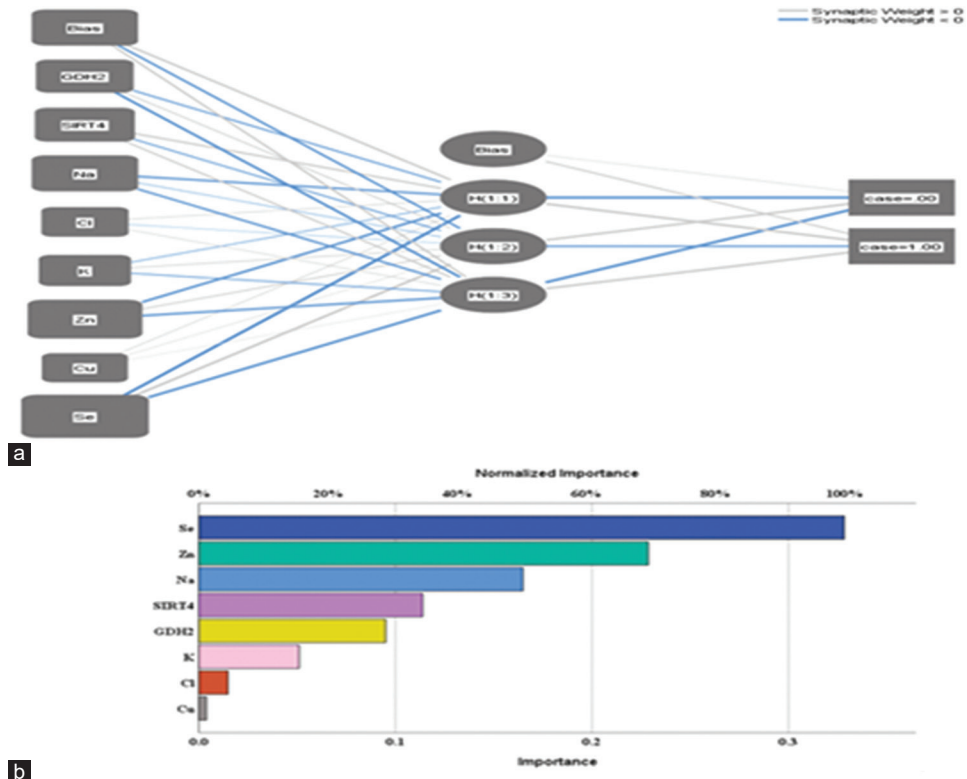 Synaptic Weight > 0
Synaptic Weight < 0
Bias
GDH2
SIRT4
Na
Cl
K
Zn
Cu
Se
Bias
H(1:1)
H(1:2)
H(1:3)
case=.00
case=1.00
a
Normalized Importance
0% 20% 40% 60% 80% 100%
Se
Zn
Na
SIRT4
GDH2
K
Cl
Cu
0.0 0.1 0.2 0.3
Importance
b